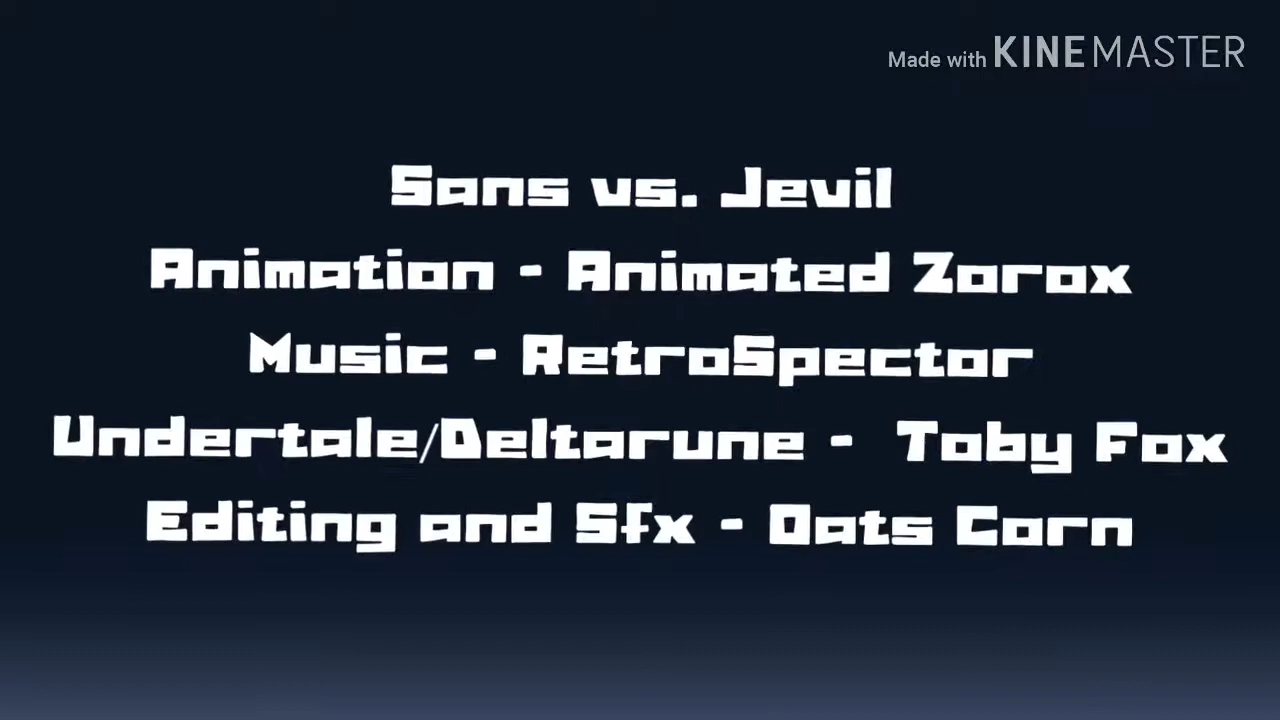 Made with KINEMASTER
Sans vs. Jevil
Animation - Animated Zorox
Music - RetroSpector
Undertale/Deltarune - Toby Fox
Editing and Sfx - Oats Corn